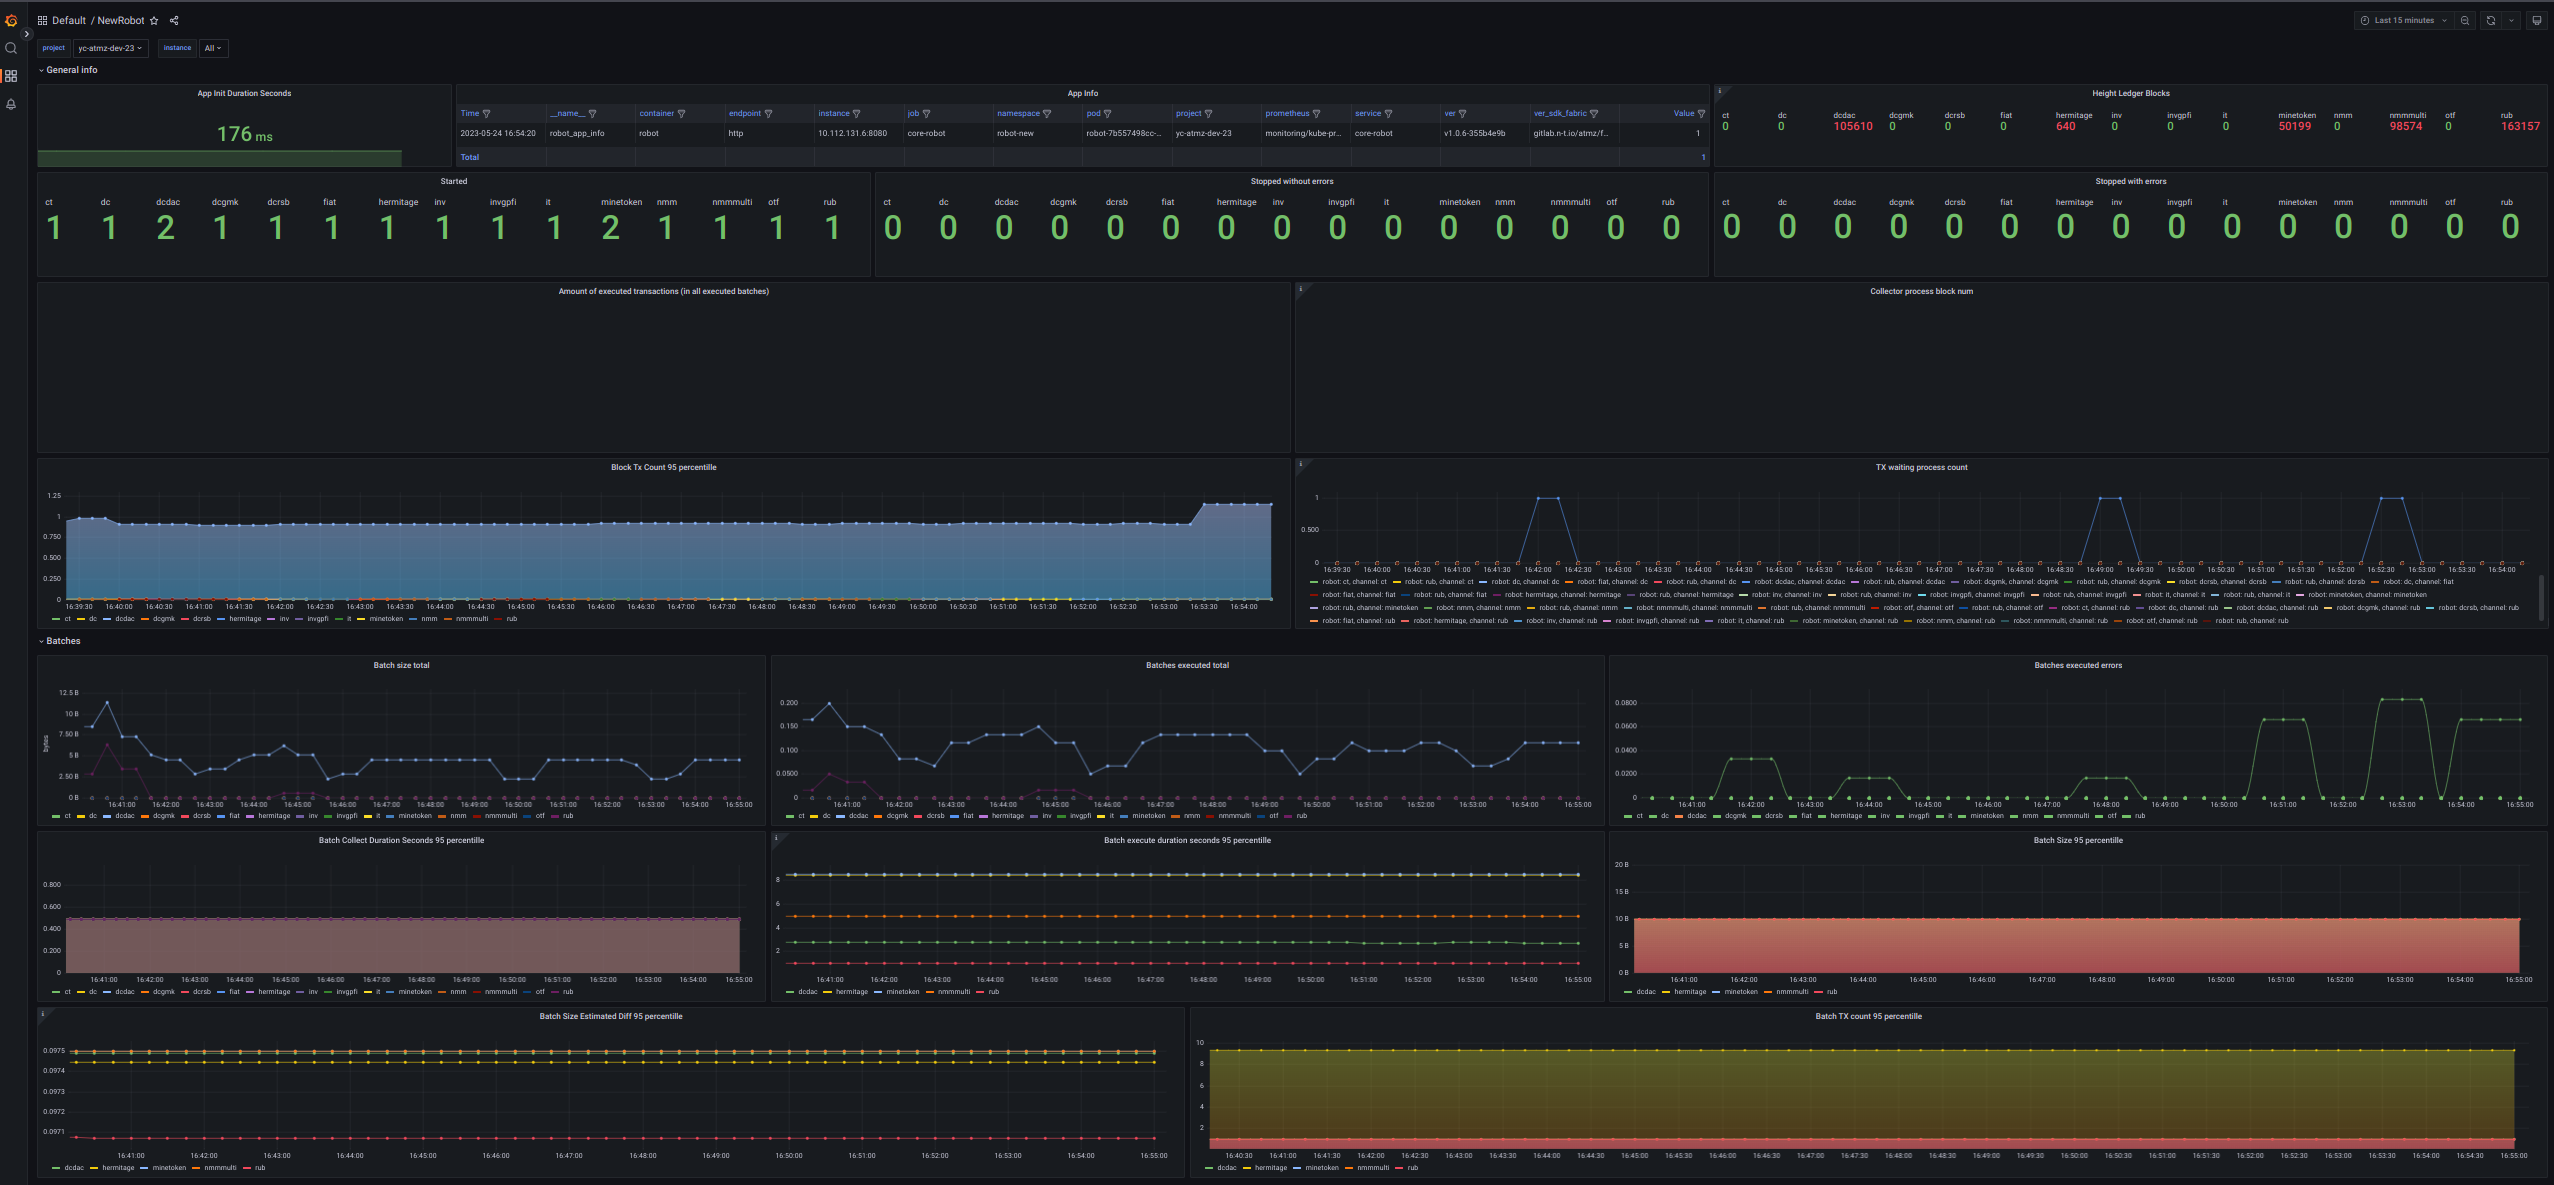 Default / NewRobot
Last 15 minutes
project yc-atmz-dev-23 instance All
General info
App Init Duration Seconds
176 ms
App Info
Time __name__ container endpoint instance job namespace pod project prometheus service ver ver_sdk_fabric Value
2023-05-24 16:54:20 robot_app_info robot http 10.112.131.6:8080 core-robot robot-new robot-7b557498cc-... yc-atmz-dev-23 monitoring/kube-pr... core-robot v1.0.6-355b4e9b gitlab.n-t.io/atmz/f... 1
Total 1
Height Ledger Blocks
ct dc dcdac dcgmk dcrsb fiat hermitage inv invgpfi it minetoken nmm nmmmulti otf rub
0 0 105610 0 0 0 640 0 0 0 50199 0 98574 0 163157
Started
ct dc dcdac dcgmk dcrsb fiat hermitage inv invgpfi it minetoken nmm nmmmulti otf rub
1 1 2 1 1 1 1 1 1 1 2 1 1 1 1
Stopped without errors
ct dc dcdac dcgmk dcrsb fiat hermitage inv invgpfi it minetoken nmm nmmmulti otf rub
0 0 0 0 0 0 0 0 0 0 0 0 0 0 0
Stopped with errors
ct dc dcdac dcgmk dcrsb fiat hermitage inv invgpfi it minetoken nmm nmmmulti otf rub
0 0 0 0 0 0 0 0 0 0 0 0 0 0 0
Amount of executed transactions (in all executed batches)
Collector process block num
Block Tx Count 95 percentille
1.25
1
0.750
0.500
0.250
0
16:39:30 16:40:00 16:40:30 16:41:00 16:41:30 16:42:00 16:42:30 16:43:00 16:43:30 16:44:00 16:44:30 16:45:00 16:45:30 16:46:00 16:46:30 16:47:00 16:47:30 16:48:00 16:48:30 16:49:00 16:49:30 16:50:00 16:50:30 16:51:00 16:51:30 16:52:00 16:52:30 16:53:00 16:53:30 16:54:00
ct dc dcdac dcgmk dcrsb hermitage inv invgpfi it minetoken nmm nmmmulti rub
TX waiting process count
1
0.500
0
16:39:30 16:40:00 16:40:30 16:41:00 16:41:30 16:42:00 16:42:30 16:43:00 16:43:30 16:44:00 16:44:30 16:45:00 16:45:30 16:46:00 16:46:30 16:47:00 16:47:30 16:48:00 16:48:30 16:49:00 16:49:30 16:50:00 16:50:30 16:51:00 16:51:30 16:52:00 16:52:30 16:53:00 16:53:30 16:54:00
robot: ct, channel: ct robot: rub, channel: ct robot: dc, channel: dc robot: fiat, channel: dc robot: rub, channel: dc robot: dcdac, channel: dcdac robot: rub, channel: dcdac robot: dcgmk, channel: dcgmk robot: rub, channel: dcgmk robot: dcrsb, channel: dcrsb robot: rub, channel: dcrsb robot: dc, channel: fiat
robot: fiat, channel: fiat robot: rub, channel: fiat robot: hermitage, channel: hermitage robot: rub, channel: hermitage robot: inv, channel: inv robot: rub, channel: inv robot: invgpfi, channel: invgpfi robot: rub, channel: invgpfi robot: it, channel: it robot: rub, channel: it robot: minetoken, channel: minetoken
robot: rub, channel: minetoken robot: nmm, channel: nmm robot: rub, channel: nmm robot: nmmmulti, channel: nmmmulti robot: rub, channel: nmmmulti robot: otf, channel: otf robot: rub, channel: otf robot: ct, channel: rub robot: dc, channel: rub robot: dcdac, channel: rub robot: dcgmk, channel: rub robot: dcrsb, channel: rub
robot: fiat, channel: rub robot: hermitage, channel: rub robot: inv, channel: rub robot: invgpfi, channel: rub robot: it, channel: rub robot: minetoken, channel: rub robot: nmm, channel: rub robot: nmmmulti, channel: rub robot: otf, channel: rub robot: rub, channel: rub
Batches
Batch size total
bytes
12.5 B
10 B
7.50 B
5 B
2.50 B
0 B
16:41:00 16:42:00 16:43:00 16:44:00 16:45:00 16:46:00 16:47:00 16:48:00 16:49:00 16:50:00 16:51:00 16:52:00 16:53:00 16:54:00 16:55:00
ct dc dcdac dcgmk dcrsb fiat hermitage inv invgpfi it minetoken nmm nmmmulti otf rub
Batches executed total
0.200
0.150
0.100
0.0500
0
16:41:00 16:42:00 16:43:00 16:44:00 16:45:00 16:46:00 16:47:00 16:48:00 16:49:00 16:50:00 16:51:00 16:52:00 16:53:00 16:54:00 16:55:00
ct dc dcdac dcgmk dcrsb fiat hermitage inv invgpfi it minetoken nmm nmmmulti otf rub
Batches executed errors
0.0800
0.0600
0.0400
0.0200
0
16:41:00 16:42:00 16:43:00 16:44:00 16:45:00 16:46:00 16:47:00 16:48:00 16:49:00 16:50:00 16:51:00 16:52:00 16:53:00 16:54:00 16:55:00
ct dc dcdac dcgmk dcrsb fiat hermitage inv invgpfi it minetoken nmm nmmmulti otf rub
Batch Collect Duration Seconds 95 percentille
0.800
0.600
0.400
0.200
0
16:41:00 16:42:00 16:43:00 16:44:00 16:45:00 16:46:00 16:47:00 16:48:00 16:49:00 16:50:00 16:51:00 16:52:00 16:53:00 16:54:00 16:55:00
ct dc dcdac dcgmk dcrsb fiat hermitage inv invgpfi it minetoken nmm nmmmulti otf rub
Batch execute duration seconds 95 percentille
8
6
4
2
16:41:00 16:42:00 16:43:00 16:44:00 16:45:00 16:46:00 16:47:00 16:48:00 16:49:00 16:50:00 16:51:00 16:52:00 16:53:00 16:54:00 16:55:00
dcdac hermitage minetoken nmmmulti rub
Batch Size 95 percentille
20 B
15 B
10 B
5 B
0 B
16:41:00 16:42:00 16:43:00 16:44:00 16:45:00 16:46:00 16:47:00 16:48:00 16:49:00 16:50:00 16:51:00 16:52:00 16:53:00 16:54:00 16:55:00
dcdac hermitage minetoken nmmmulti rub
Batch Size Estimated Diff 95 percentille
0.0975
0.0974
0.0973
0.0972
0.0971
16:41:00 16:42:00 16:43:00 16:44:00 16:45:00 16:46:00 16:47:00 16:48:00 16:49:00 16:50:00 16:51:00 16:52:00 16:53:00 16:54:00 16:55:00
dcdac hermitage minetoken nmmmulti rub
Batch TX count 95 percentille
10
8
6
4
2
16:40:30 16:41:00 16:41:30 16:42:00 16:42:30 16:43:00 16:43:30 16:44:00 16:44:30 16:45:00 16:45:30 16:46:00 16:46:30 16:47:00 16:47:30 16:48:00 16:48:30 16:49:00 16:49:30 16:50:00 16:50:30 16:51:00 16:51:30 16:52:00 16:52:30 16:53:00 16:53:30 16:54:00 16:54:30 16:55:00
dcdac hermitage minetoken nmmmulti rub